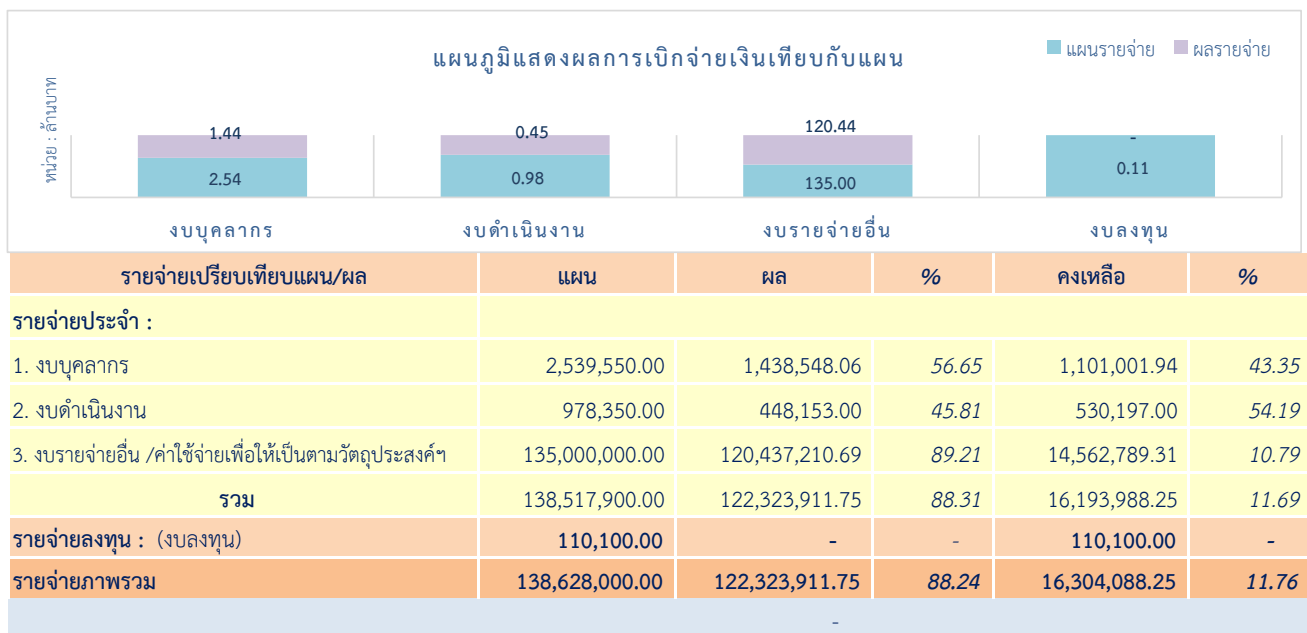 แผนภูมิแสดงผลการเบิกจ่ายเงินเทียบกับแผน
แผนรายจ่าย ผลรายจ่าย
หน่วย : ล้านบาท
1.44 0.45 120.44 -
2.54 0.98 135.00 0.11
งบบุคลากร งบดำเนินงาน งบรายจ่ายอื่น งบลงทุน
รายจ่ายเปรียบเทียบแผน/ผล แผน ผล % คงเหลือ %
รายจ่ายประจำ :
1. งบบุคลากร 2,539,550.00 1,438,548.06 56.65 1,101,001.94 43.35
2. งบดำเนินงาน 978,350.00 448,153.00 45.81 530,197.00 54.19
3. งบรายจ่ายอื่น /ค่าใช้จ่ายเพื่อให้เป็นตามวัตถุประสงค์ฯ 135,000,000.00 120,437,210.69 89.21 14,562,789.31 10.79
รวม 138,517,900.00 122,323,911.75 88.31 16,193,988.25 11.69
รายจ่ายลงทุน : (งบลงทุน) 110,100.00 - - 110,100.00 -
รายจ่ายภาพรวม 138,628,000.00 122,323,911.75 88.24 16,304,088.25 11.76
-